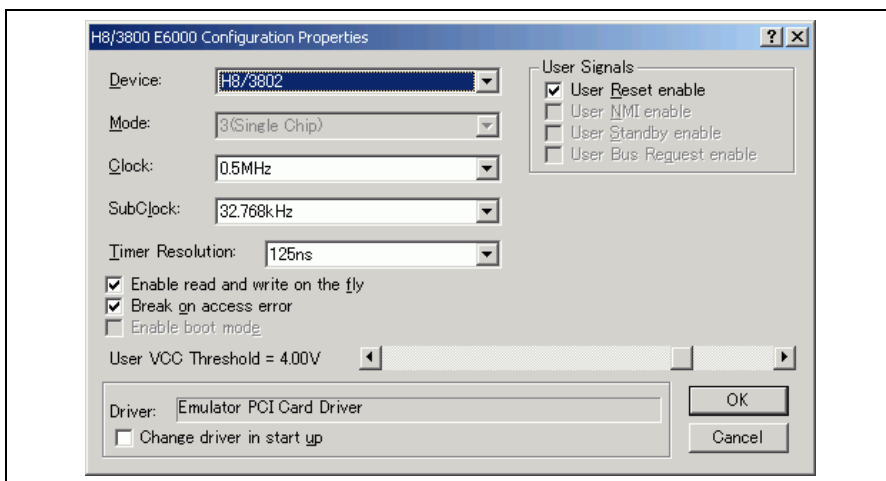 H8/3800 E6000 Configuration Properties
Device: H8/3802
Mode: 3(Single Chip)
Clock: 0.5MHz
SubClock: 32.768kHz
Timer Resolution: 125ns
Enable read and write on the fly
Break on access error
Enable boot mode
User VCC Threshold = 4.00V
User Signals
User Reset enable
User NMI enable
User Standby enable
User Bus Request enable
Driver: Emulator PCI Card Driver
Change driver in start up
OK
Cancel